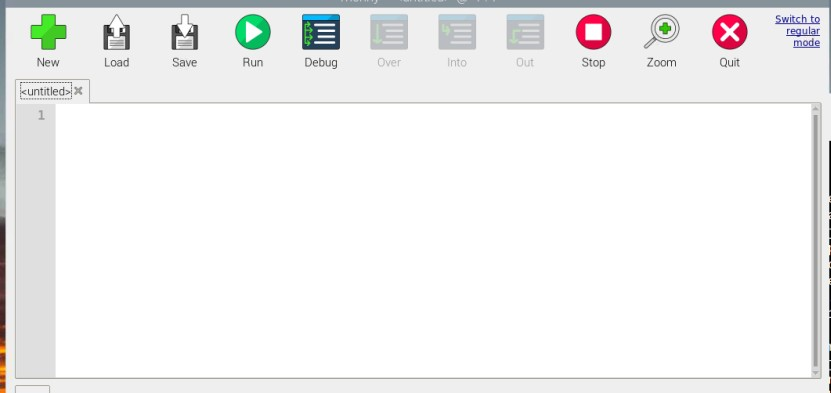 New Load Save Run Debug Over Into Out Stop Zoom Quit
Switch to
regular
mode
<untitled>
1